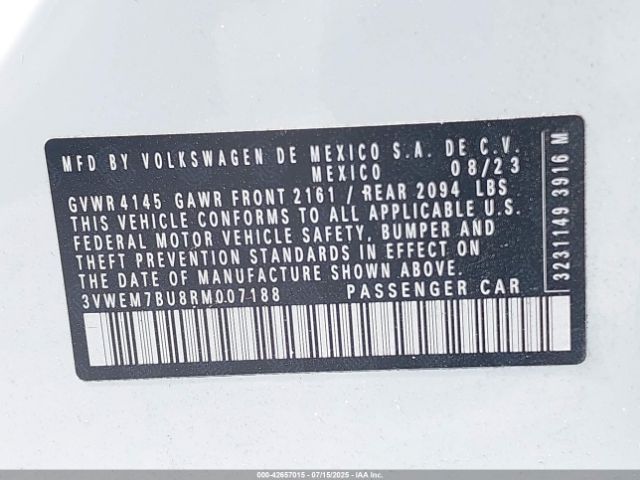 MFD BY VOLKSWAGEN DE MEXICO S.A. DE C.V.
MEXICO 08/23
GVWR 4145 GAWR FRONT 2161 / REAR 2094 LBS
THIS VEHICLE CONFORMS TO ALL APPLICABLE U.S.
FEDERAL MOTOR VEHICLE SAFETY, BUMPER AND
THEFT PREVENTION STANDARDS IN EFFECT ON
THE DATE OF MANUFACTURE SHOWN ABOVE.
3VWEM7BU8RM007188 PASSENGER CAR
3231149 3916 M
000-42657015 - 07/15/2025 - IAA Inc.